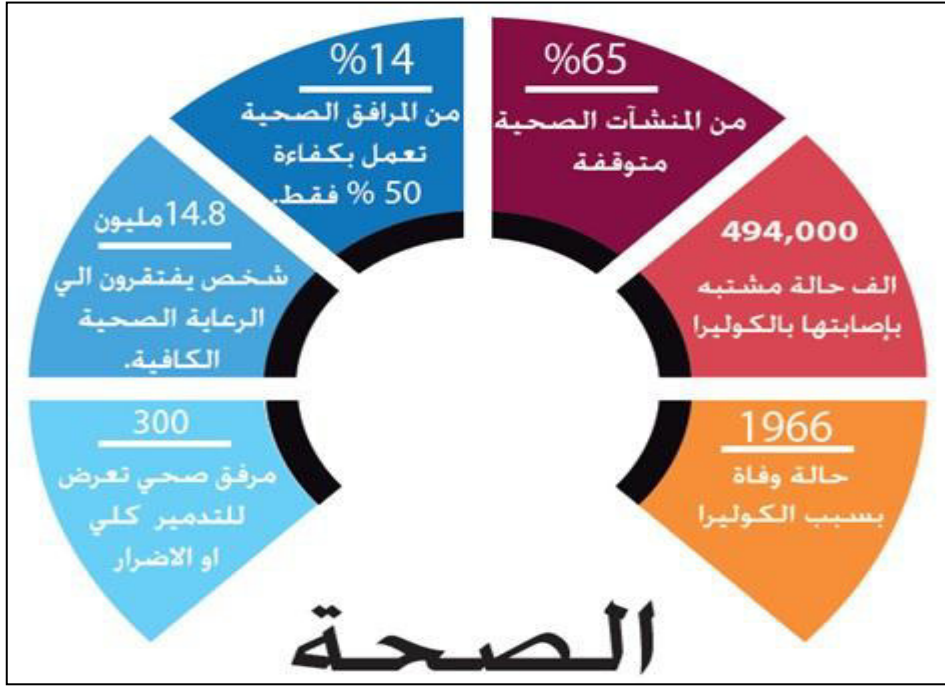 %65
من المنشآت الصحية
متوقفة
%14
من المرافق الصحية
تعمل بكفاءة
50 % فقط.
494,000
الف حالة مشتبه
بإصابتها بالكوليرا
14.8 مليون
شخص يفتقرون الي
الرعاية الصحية
الكافية.
1966
حالة وفاة
بسبب الكوليرا
300
مرفق صحي تعرض
للتدمير كلي
او الاضرار
الصحة